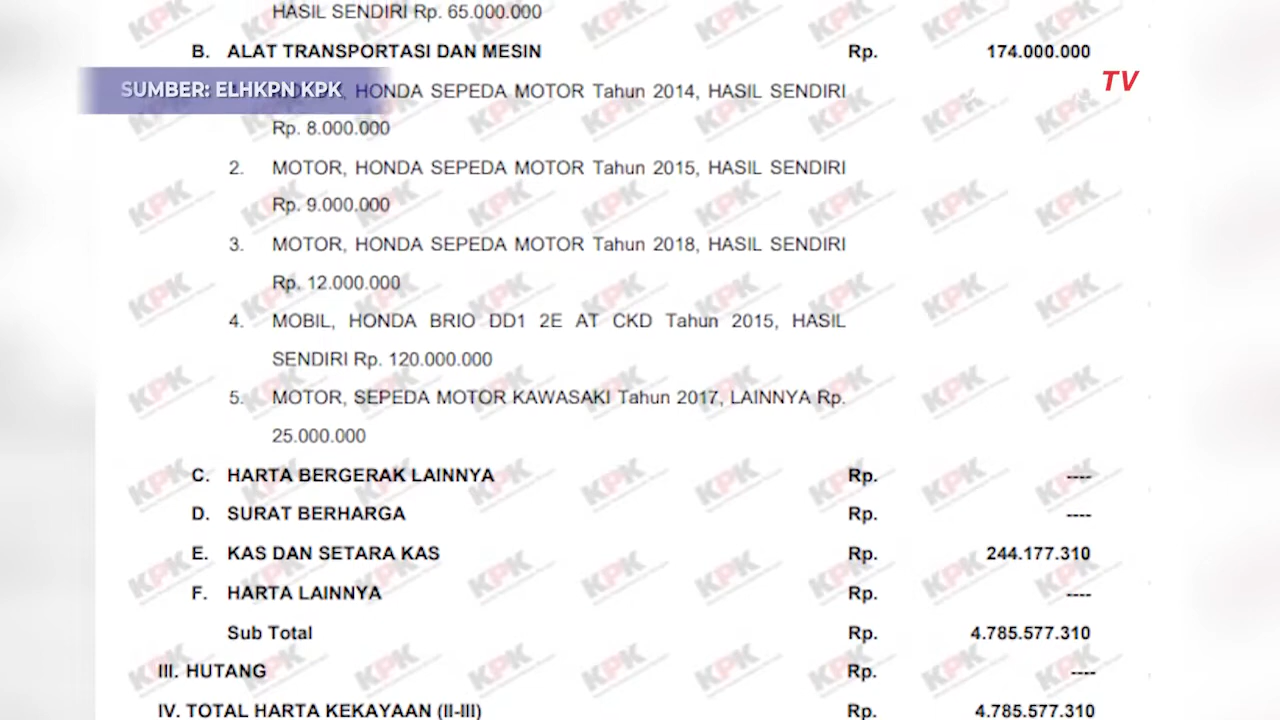 HASIL SENDIRI Rp. 65.000.000
B. ALAT TRANSPORTASI DAN MESIN Rp. 174.000.000
SUMBER: ELHKPN KPK
TV
HONDA SEPEDA MOTOR Tahun 2014, HASIL SENDIRI
Rp. 8.000.000
2. MOTOR, HONDA SEPEDA MOTOR Tahun 2015, HASIL SENDIRI
Rp. 9.000.000
3. MOTOR, HONDA SEPEDA MOTOR Tahun 2018, HASIL SENDIRI
Rp. 12.000.000
4. MOBIL, HONDA BRIO DD1 2E AT CKD Tahun 2015, HASIL
SENDIRI Rp. 120.000.000
5. MOTOR, SEPEDA MOTOR KAWASAKI Tahun 2017, LAINNYA Rp.
25.000.000
C. HARTA BERGERAK LAINNYA Rp. ----
D. SURAT BERHARGA Rp. ----
E. KAS DAN SETARA KAS Rp. 244.177.310
F. HARTA LAINNYA Rp. ----
Sub Total Rp. 4.785.577.310
III. HUTANG Rp. ----
IV. TOTAL HARTA KEKAYAAN (II-III) Rp. 4.785.577.310